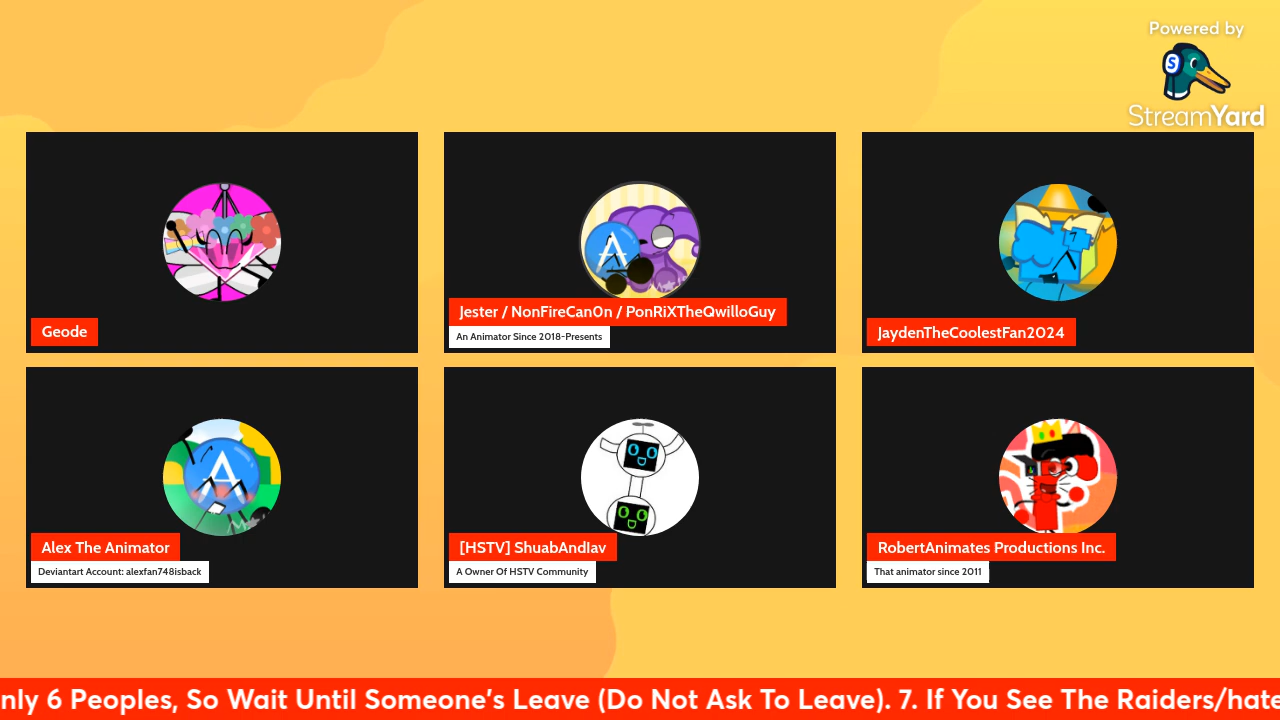 Powered by
StreamYard
Geode
Jester / NonFireCan0n / PonRiXTheQwilloGuy
An Animator Since 2018-Presents
JaydenTheCoolestFan2024
Alex The Animator
Deviantart Account: alexfan748isback
[HSTV] ShuabAndIav
A Owner Of HSTV Community
RobertAnimates Productions Inc.
That animator since 2011
nly 6 Peoples, So Wait Until Someone's Leave (Do Not Ask To Leave). 7. If You See The Raiders/hate